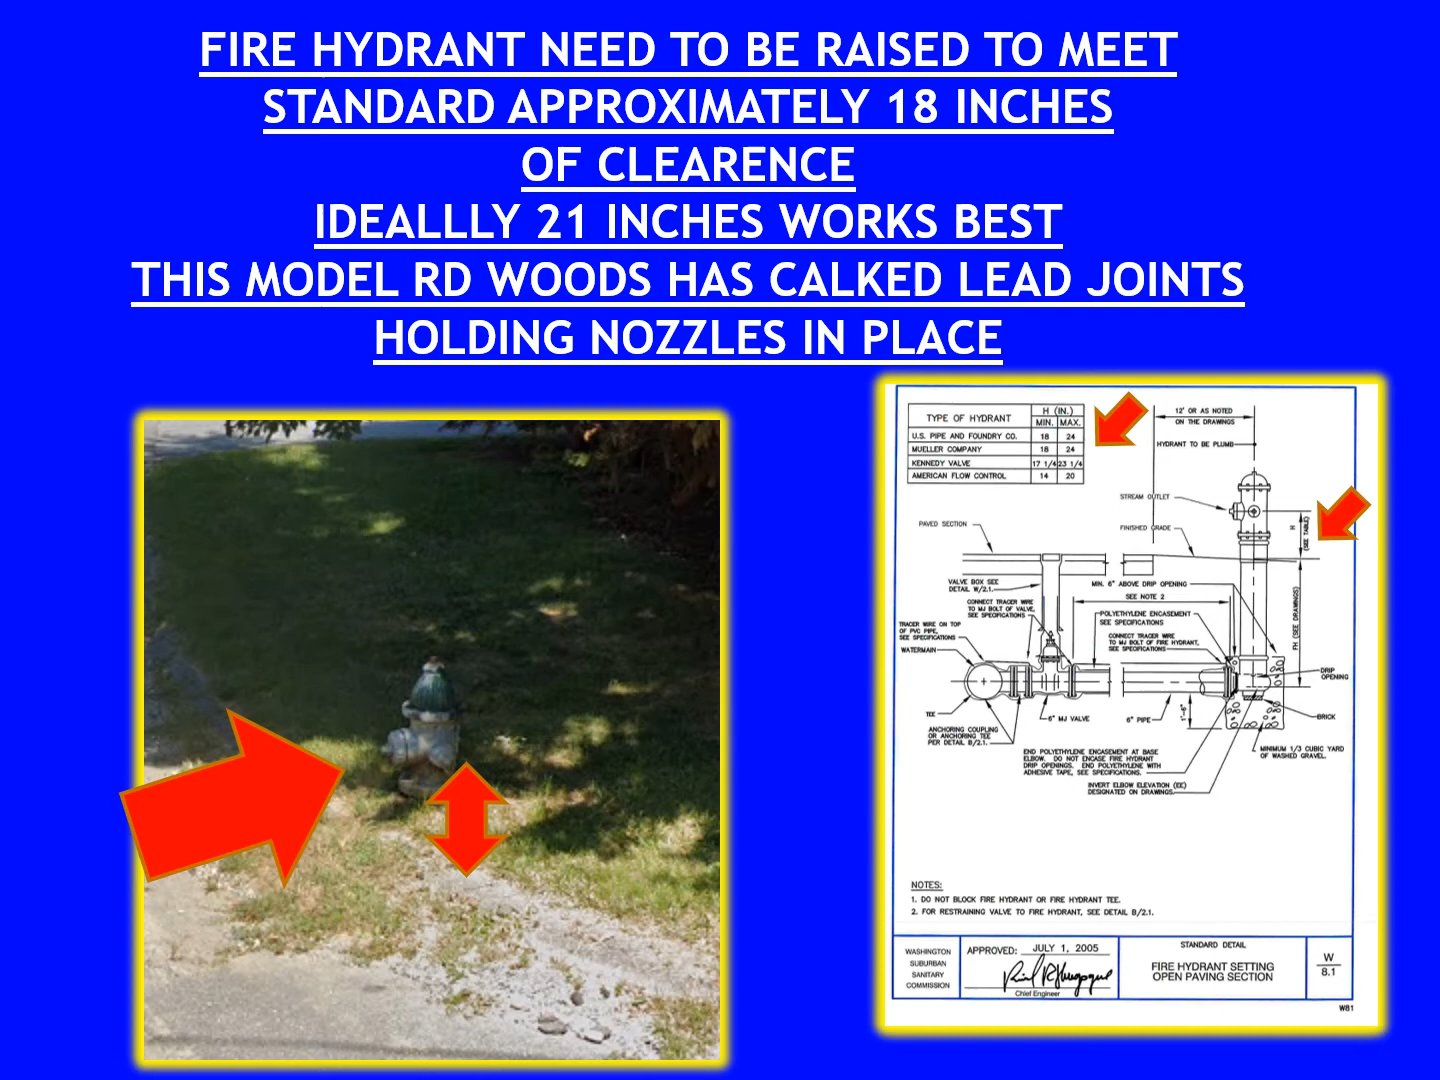 FIRE HYDRANT NEED TO BE RAISED TO MEET
STANDARD APPROXIMATELY 18 INCHES
OF CLEARENCE
IDEALLLY 21 INCHES WORKS BEST
THIS MODEL RD WOODS HAS CALKED LEAD JOINTS
HOLDING NOZZLES IN PLACE
TYPE OF HYDRANT
H (IN.)
MIN. MAX.
U.S. PIPE AND FOUNDRY CO. 18 24
MUELLER COMPANY 18 24
KENNEDY VALVE 17 1/4 23 1/4
AMERICAN FLOW CONTROL 14 20
12' OR AS NOTED
ON THE DRAWINGS
HYDRANT TO BE PLUMB
STREAM OUTLET
H
(SEE TABLE)
PAVED SECTION
FINISHED GRADE
VALVE BOX SEE
DETAIL W/2.1.
MIN. 6" ABOVE DRIP OPENING
SEE NOTE 2
CONNECT TRACER WIRE
TO MJ BOLT OF VALVE,
SEE SPECIFICATIONS
POLYETHYLENE ENCASEMENT
SEE SPECIFICATIONS
FH (SEE DRAWINGS)
TRACER WIRE ON TOP
OF PVC PIPE,
SEE SPECIFICATIONS
CONNECT TRACER WIRE
TO MJ BOLT OF FIRE HYDRANT,
SEE SPECIFICATION
WATERMAIN
DRIP
OPENING
TEE
6" MJ VALVE
6" PIPE
1'-6"
BRICK
ANCHORING COUPLING
OR ANCHORING TEE
PER DETAIL B/2.1.
END POLYETHYLENE ENCASEMENT AT BASE
ELBOW. DO NOT ENCASE FIRE HYDRANT
DRIP OPENINGS. END POLYETHYLENE WITH
ADHESIVE TAPE, SEE SPECIFICATIONS.
MINIMUM 1/3 CUBIC YARD
OF WASHED GRAVEL.
INVERT ELBOW ELEVATION (EE)
DESIGNATED ON DRAWINGS.
NOTES:
1. DO NOT BLOCK FIRE HYDRANT OR FIRE HYDRANT TEE.
2. FOR RESTRAINING VALVE TO FIRE HYDRANT, SEE DETAIL B/2.1.
WASHINGTON
SUBURBAN
SANITARY
COMMISSION
APPROVED: JULY 1, 2005
Chief Engineer
STANDARD DETAIL
FIRE HYDRANT SETTING
OPEN PAVING SECTION
W
8.1
W81